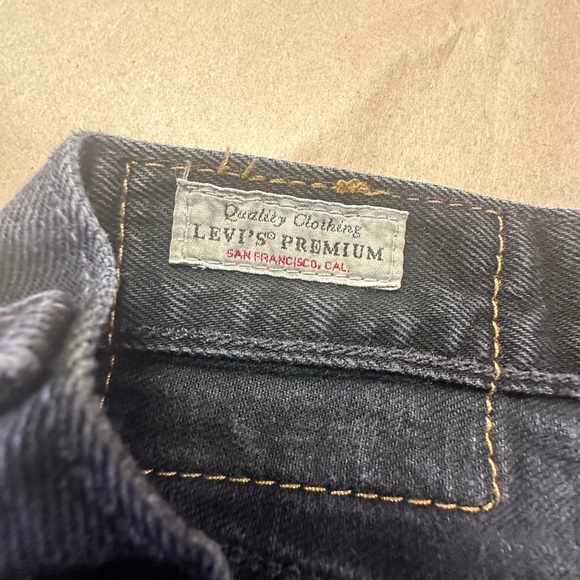 Quality Clothing
LEVI'S® PREMIUM
SAN FRANCISCO, CAL.